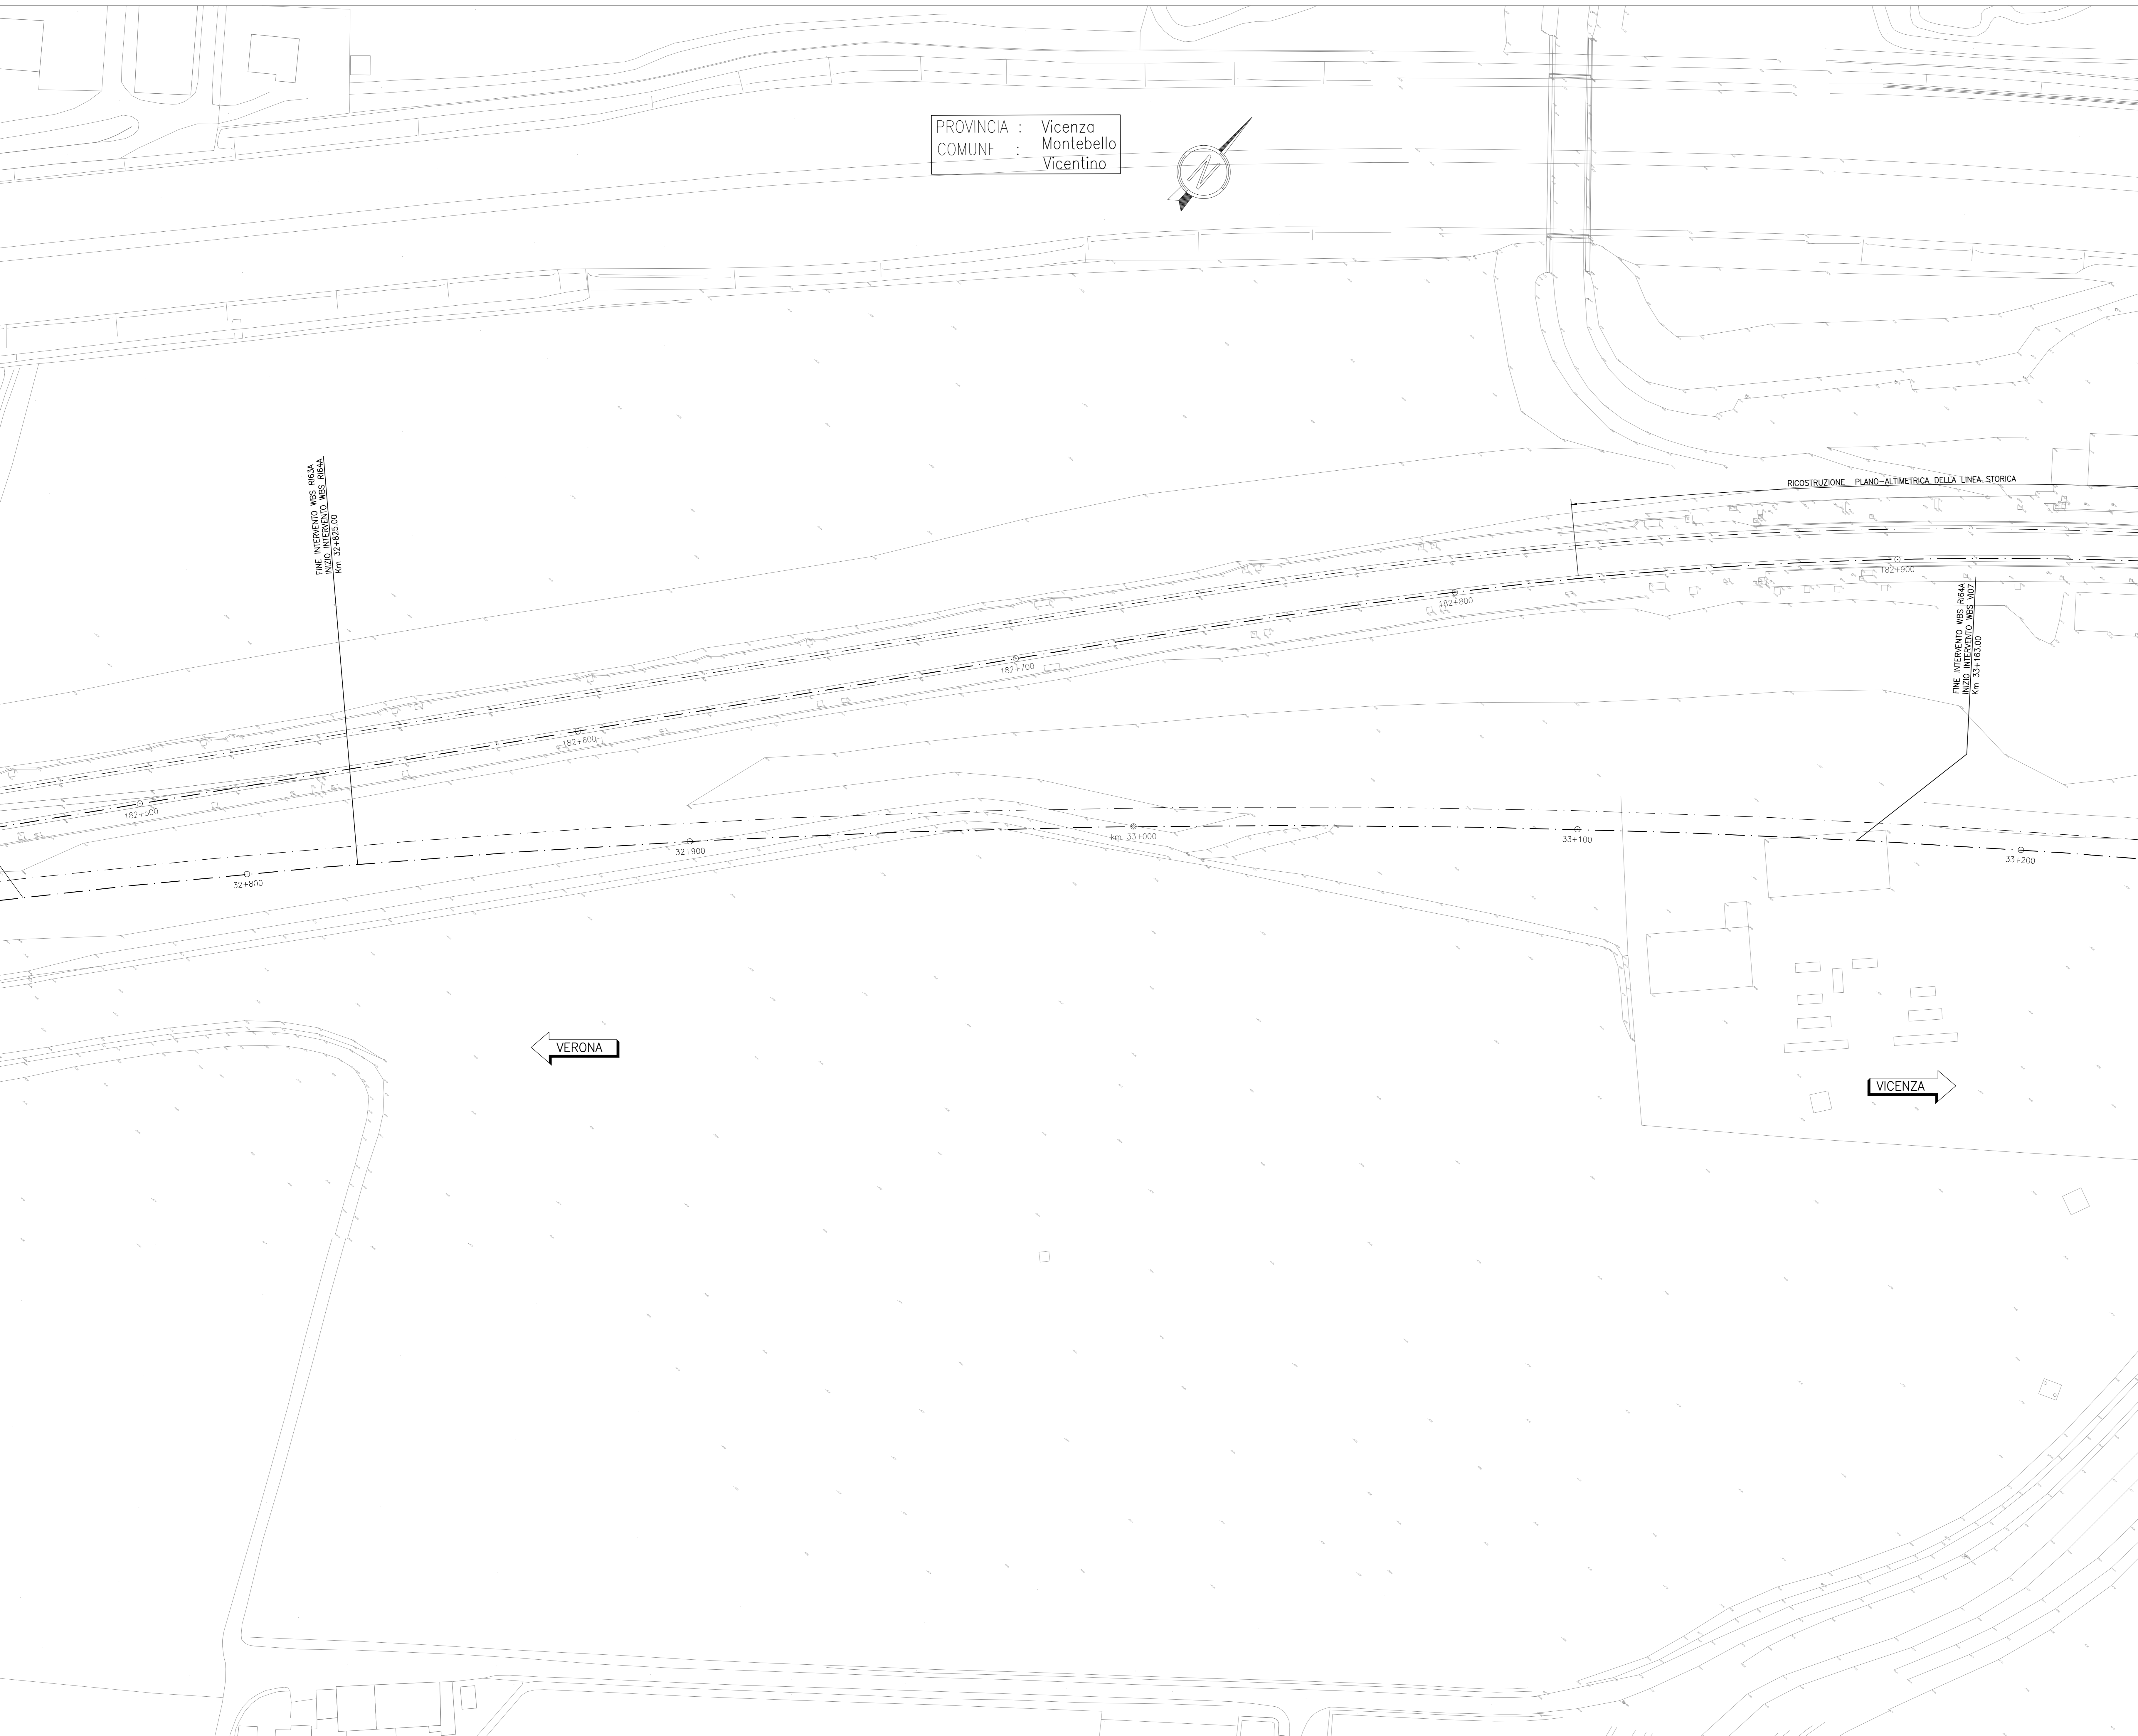 PROVINCIA : Vicenza
COMUNE : Montebello
Vicentino
N
FINE INTERVENTO WBS RI63A
INIZIO INTERVENTO WBS RI64A
Km 32+825.00
RICOSTRUZIONE PLANO-ALTIMETRICA DELLA LINEA STORICA
182+900
182+800
182+700
182+600
182+500
FINE INTERVENTO WBS RI64A
INIZIO INTERVENTO WBS VI07
Km 33+163.00
32+800
32+900
km 33+000
33+100
33+200
VERONA
VICENZA